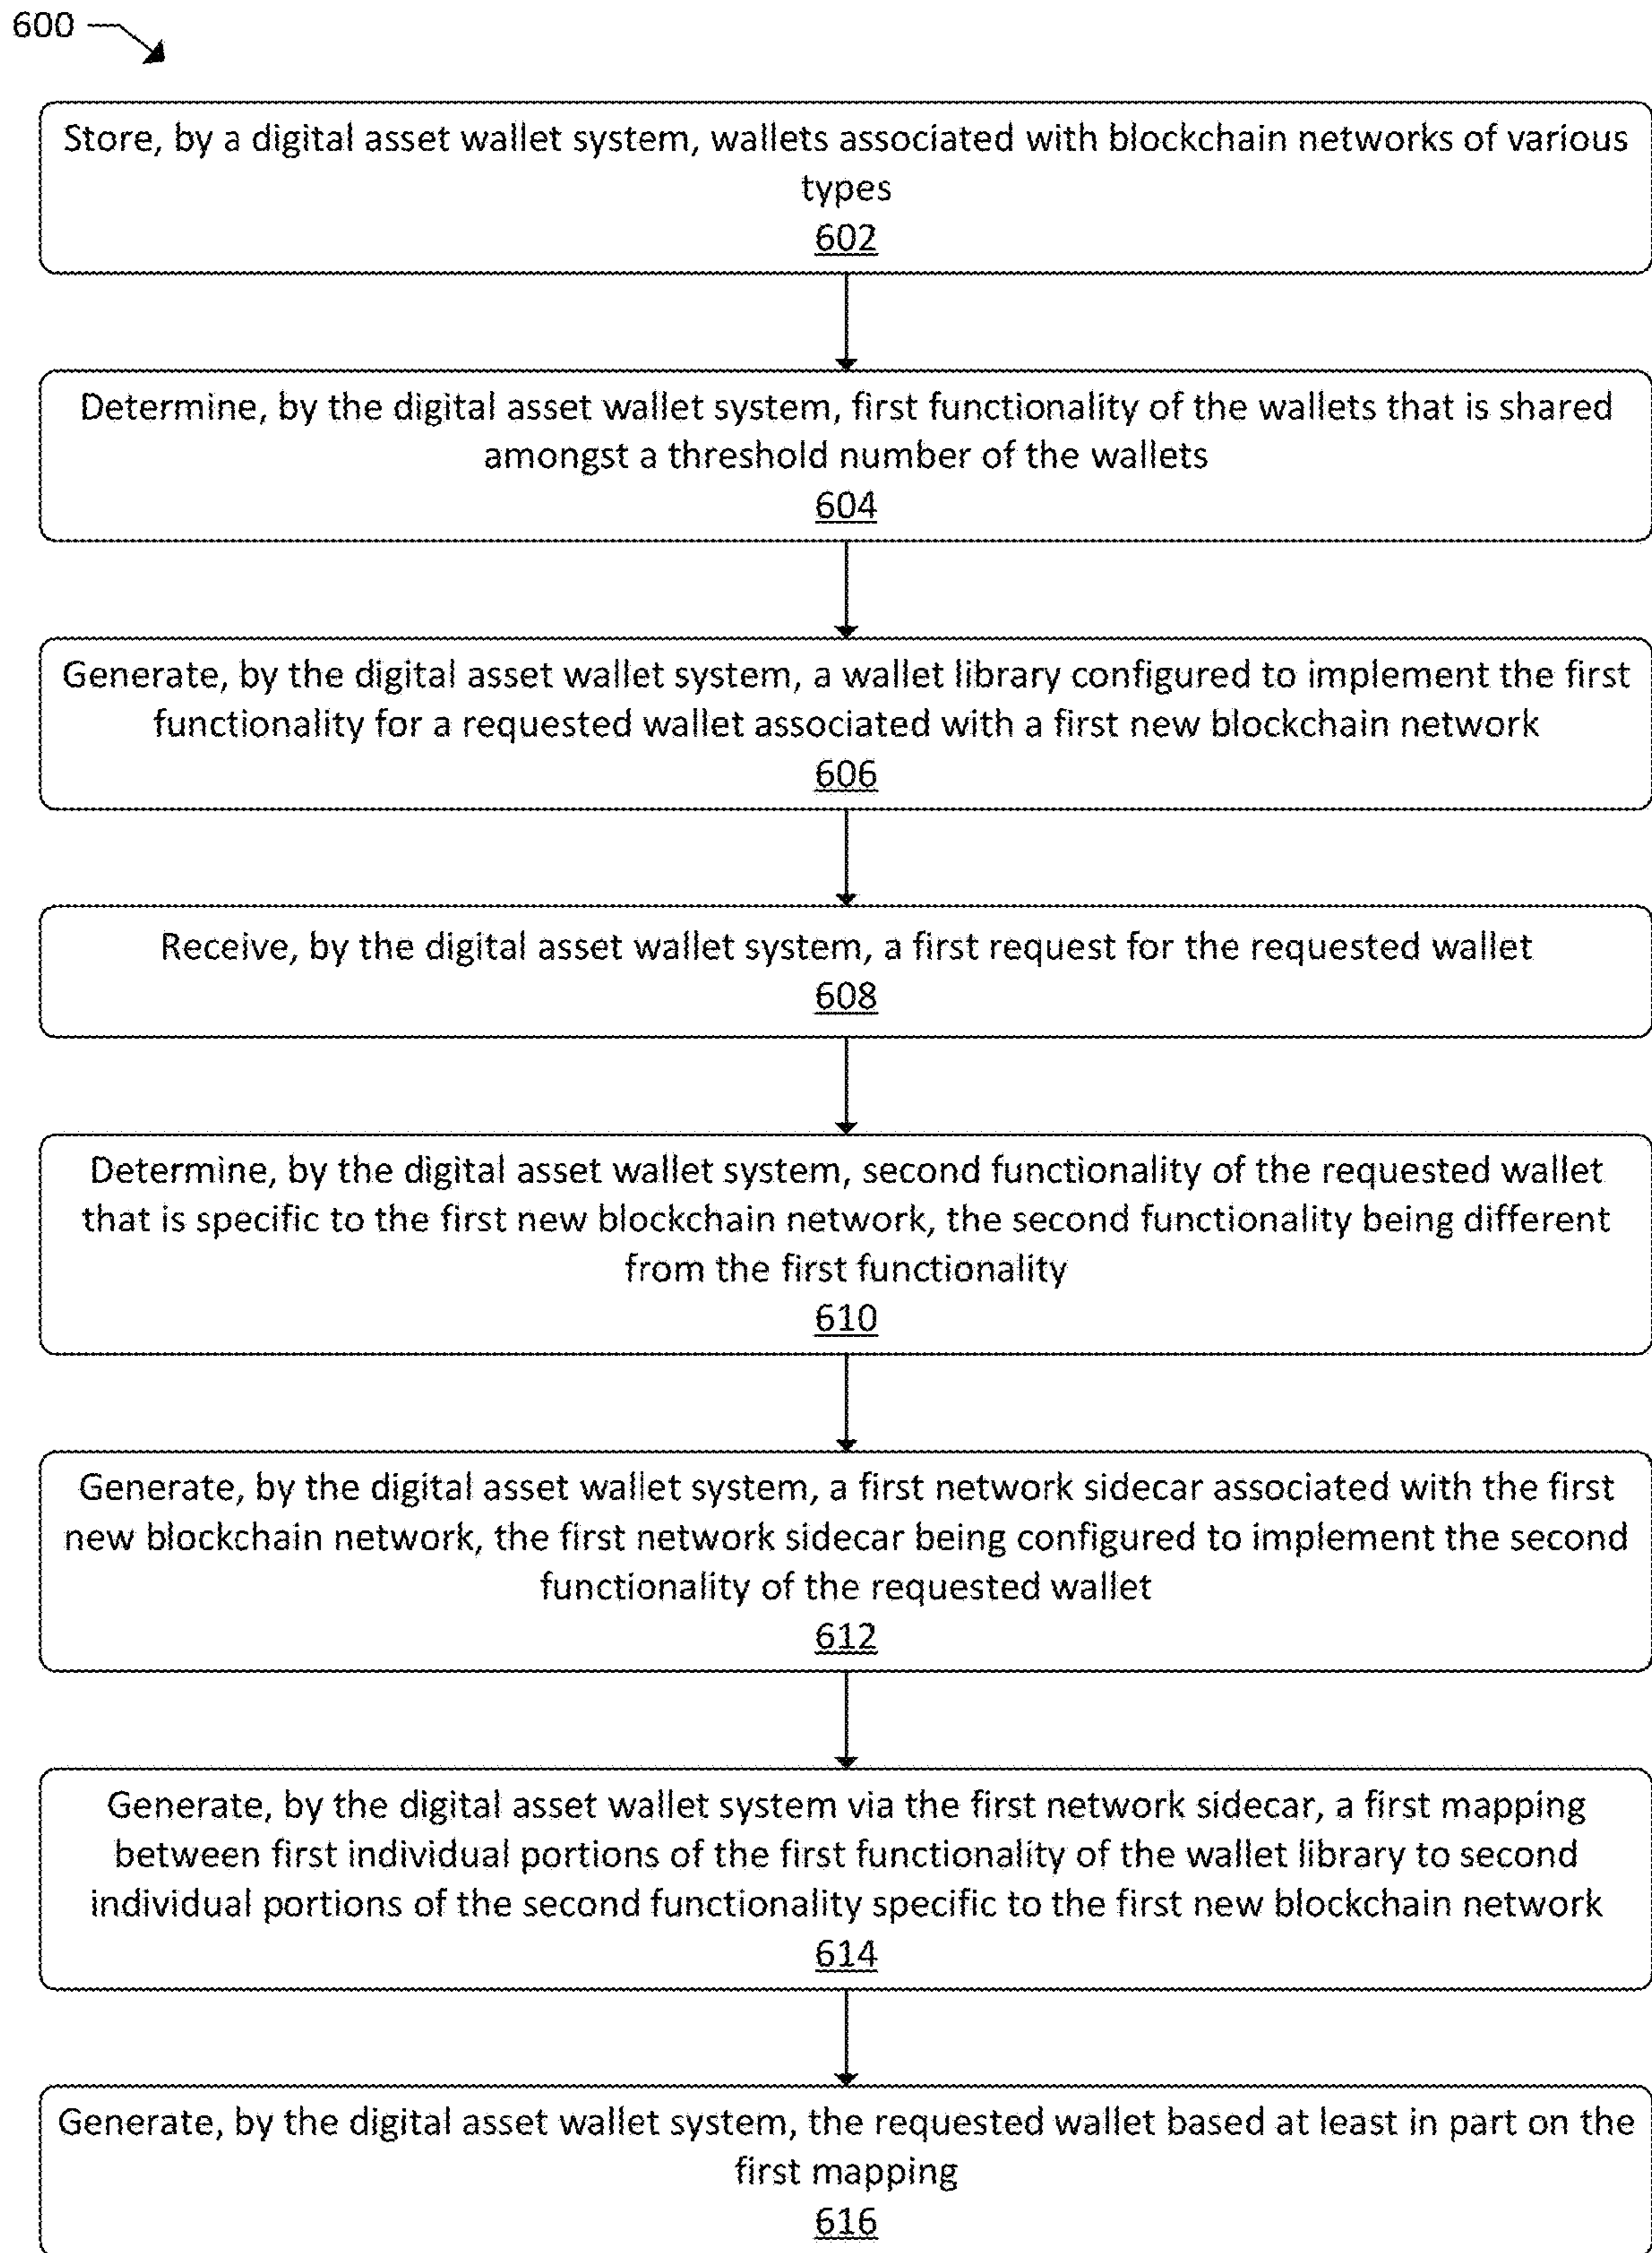 600
Store, by a digital asset wallet system, wallets associated with blockchain networks of various
types
602
Determine, by the digital asset wallet system, first functionality of the wallets that is shared
amongst a threshold number of the wallets
604
Generate, by the digital asset wallet system, a wallet library configured to implement the first
functionality for a requested wallet associated with a first new blockchain network
606
Receive, by the digital asset wallet system, a first request for the requested wallet
608
Determine, by the digital asset wallet system, second functionality of the requested wallet
that is specific to the first new blockchain network, the second functionality being different
from the first functionality
610
Generate, by the digital asset wallet system, a first network sidecar associated with the first
new blockchain network, the first network sidecar being configured to implement the second
functionality of the requested wallet
612
Generate, by the digital asset wallet system via the first network sidecar, a first mapping
between first individual portions of the first functionality of the wallet library to second
individual portions of the second functionality specific to the first new blockchain network
614
Generate, by the digital asset wallet system, the requested wallet based at least in part on the
first mapping
616